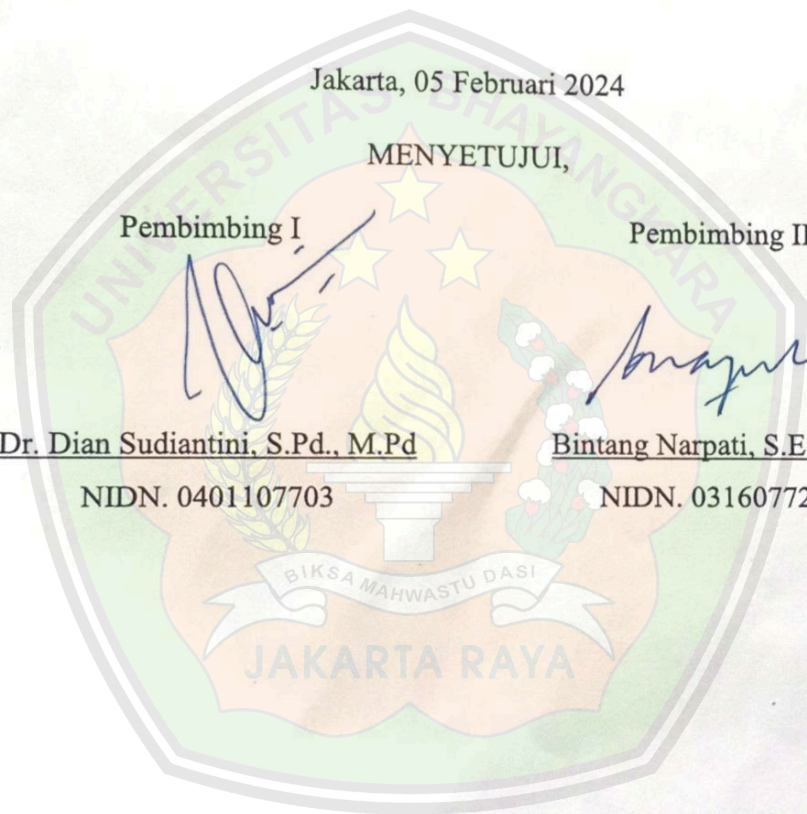 Jakarta, 05 Februari 2024
MENYETUJUI,
Pembimbing I
Pembimbing II
Dr. Dian Sudiantini, S.Pd., M.Pd
Bintang Narpati, S.E
NIDN. 0401107703
NIDN. 03160772
UNIVERSITAS BHAYANGKARA
BIKSA MAHWASTU DASI
JAKARTA RAYA